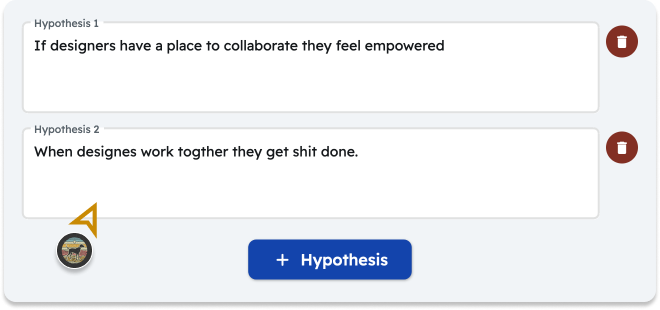 Hypothesis 1
If designers have a place to collaborate they feel empowered
Hypothesis 2
When designes work togther they get shit done.
+ Hypothesis